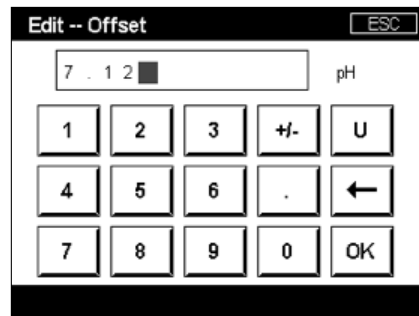 Edit -- Offset ESC
7 . 1 2 pH
1 2 3 +/- U
4 5 6 . ←
7 8 9 0 OK